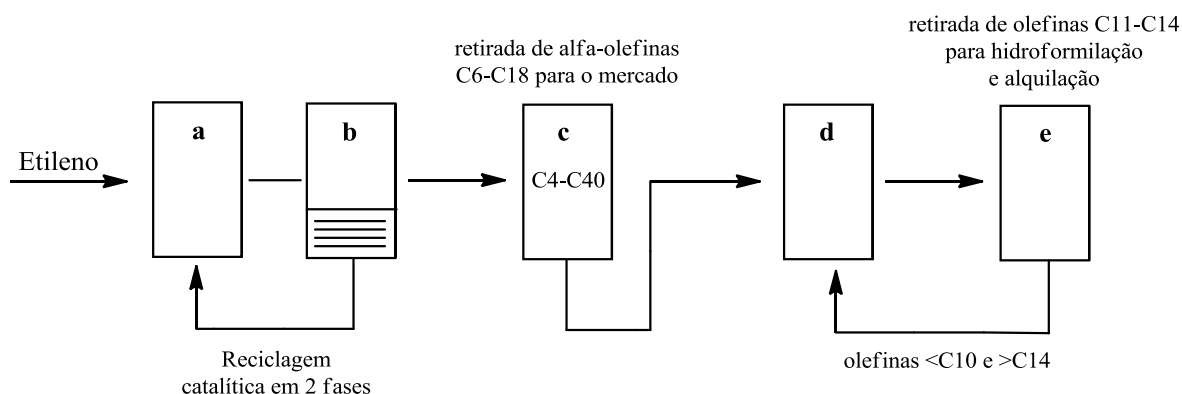 retirada de alfa-olefinas
C6-C18 para o mercado
retirada de olefinas C11-C14
para hidroformilação
e alquilação
Etileno
a
b
c
C4-C40
d
e
Reciclagem
catalítica em 2 fases
olefinas <C10 e >C14